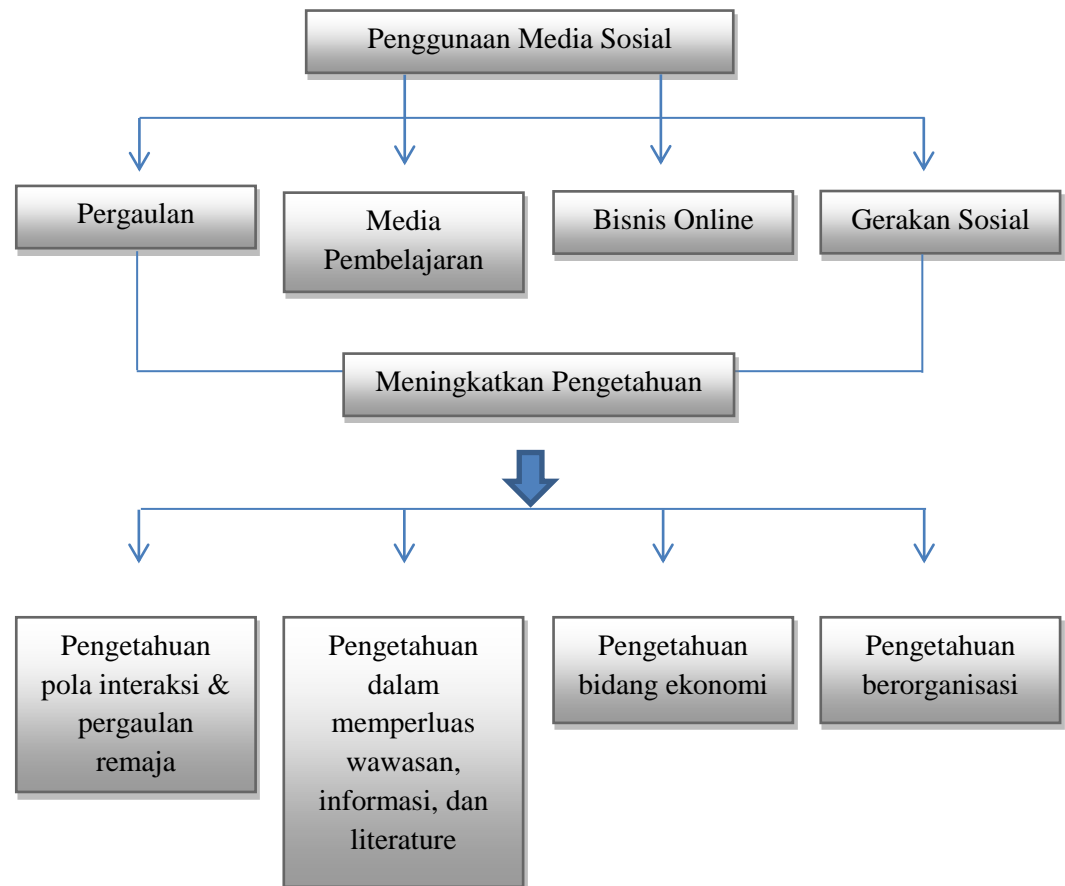 Penggunaan Media Sosial
Pergaulan
Media
Pembelajaran
Bisnis Online
Gerakan Sosial
Meningkatkan Pengetahuan
Pengetahuan
pola interaksi &
pergaulan
remaja
Pengetahuan
dalam
memperluas
wawasan,
informasi, dan
literature
Pengetahuan
bidang ekonomi
Pengetahuan
berorganisasi